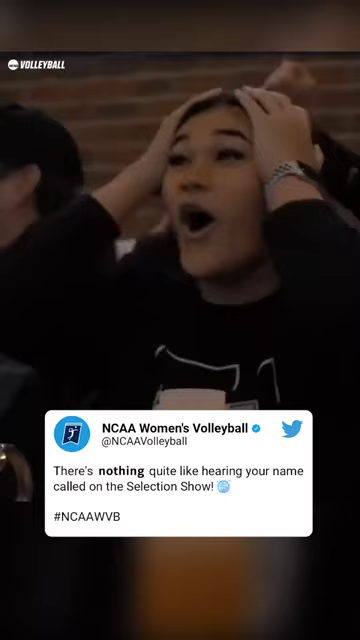 VOLLEYBALL
NCAA Women's Volleyball
@NCAAVolleyball
There's nothing quite like hearing your name
called on the Selection Show! 🏐
#NCAAWVB